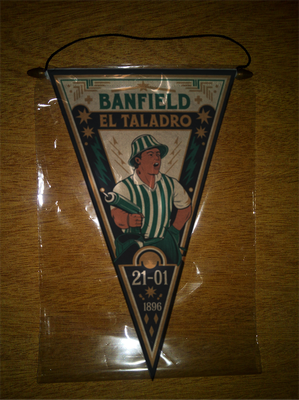 BANFIELD
EL TALADRO
21-01
1896